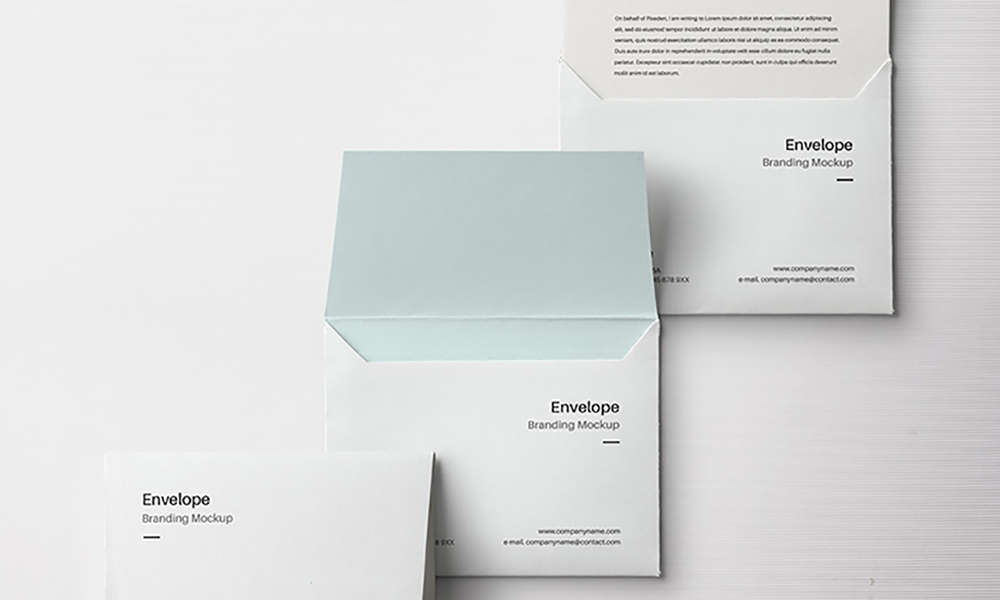 On behalf of Pixeden, I am writing to Lorem ipsum dolor sit amet, consectetur adipiscing
elit, sed do eiusmod tempor incididunt ut labore et dolore magna aliqua. Ut enim ad minim
veniam, quis nostrud exercitation ullamco laboris nisi ut aliquip ex ea commodo consequat.
Duis aute irure dolor in reprehenderit in voluptate velit esse cillum dolore eu fugiat nulla
pariatur. Excepteur sint occaecat cupidatat non proident, sunt in culpa qui officia deserunt
mollit anim id est laborum.
Envelope
Branding Mockup
www.companyname.com
878 9XX
e-mail. companyname@contact.com
Envelope
Branding Mockup
www.companyname.com
8 9XX
e-mail. companyname@contact.com
Envelope
Branding Mockup